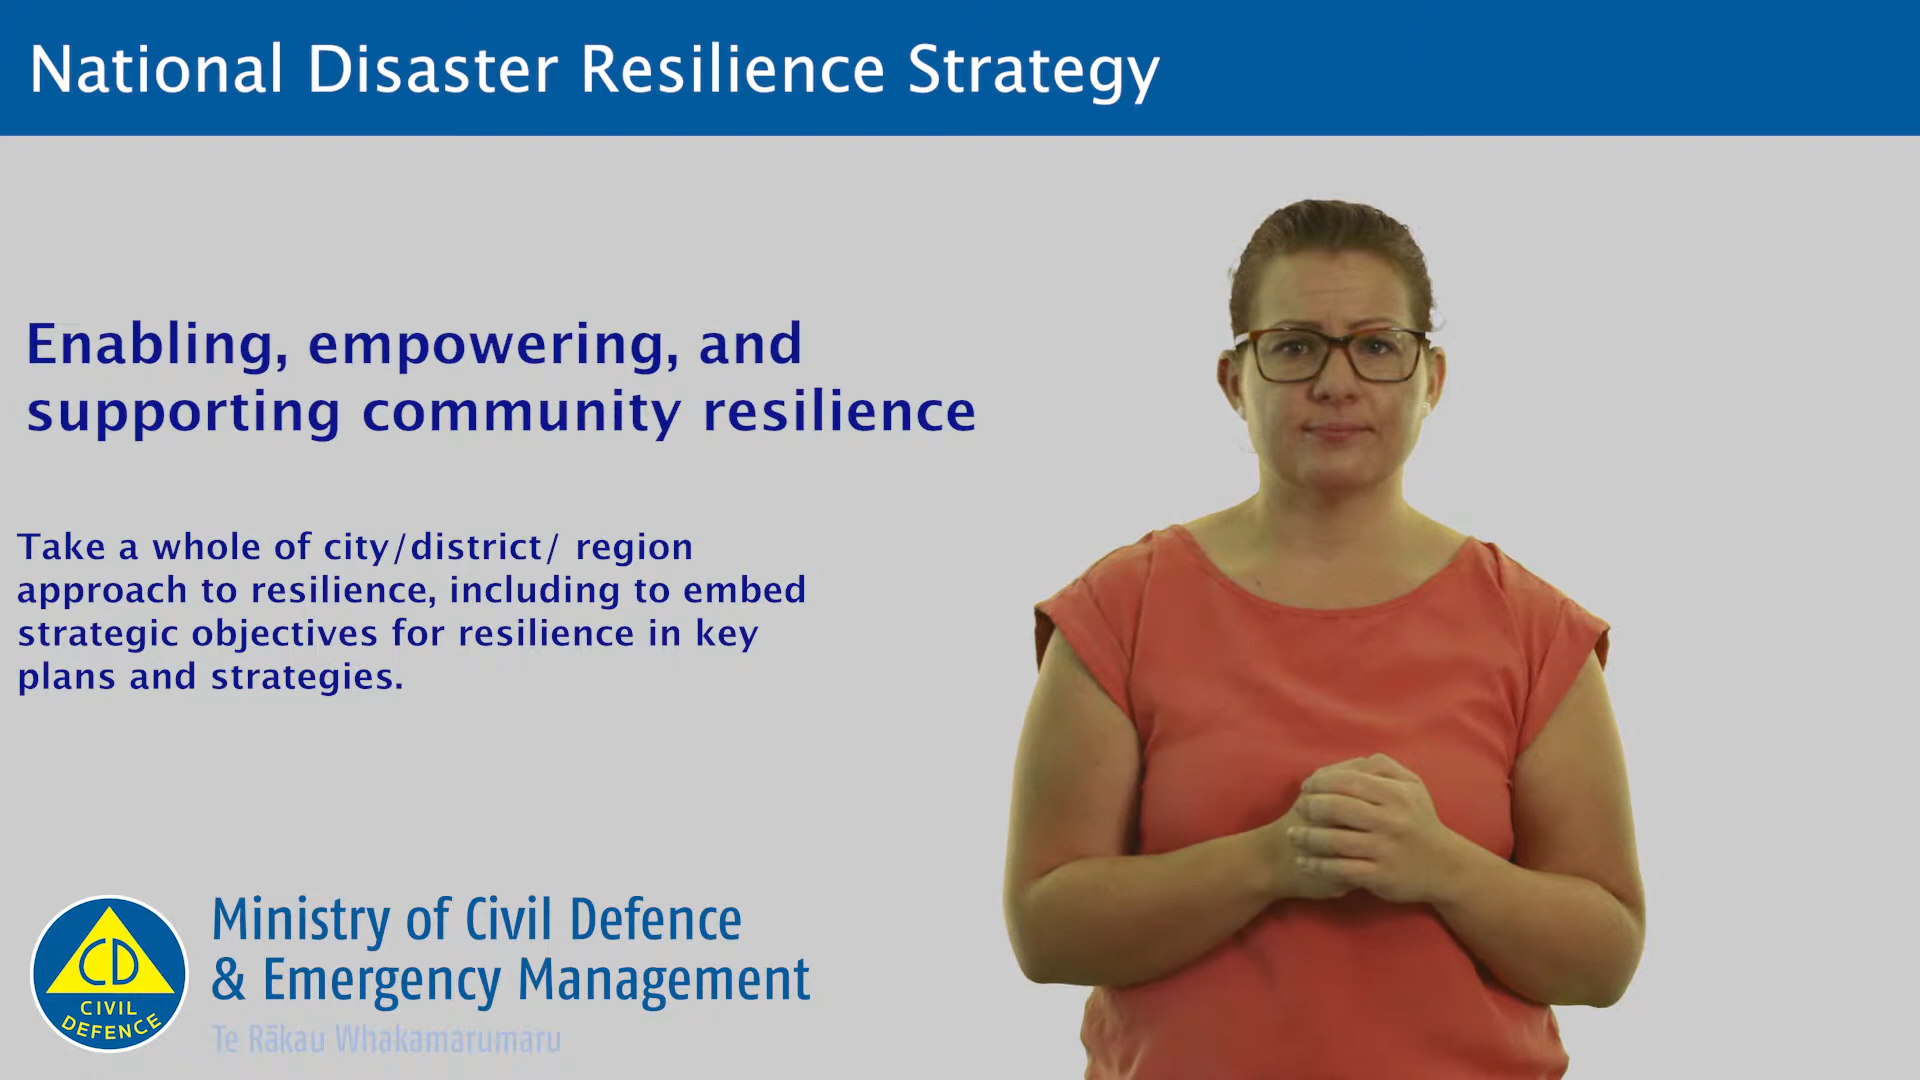 National Disaster Resilience Strategy
Enabling, empowering, and
supporting community resilience
Take a whole of city/district/ region
approach to resilience, including to embed
strategic objectives for resilience in key
plans and strategies.
CD
CIVIL
DEFENCE
Ministry of Civil Defence
& Emergency Management
Te Rākau Whakamarumaru